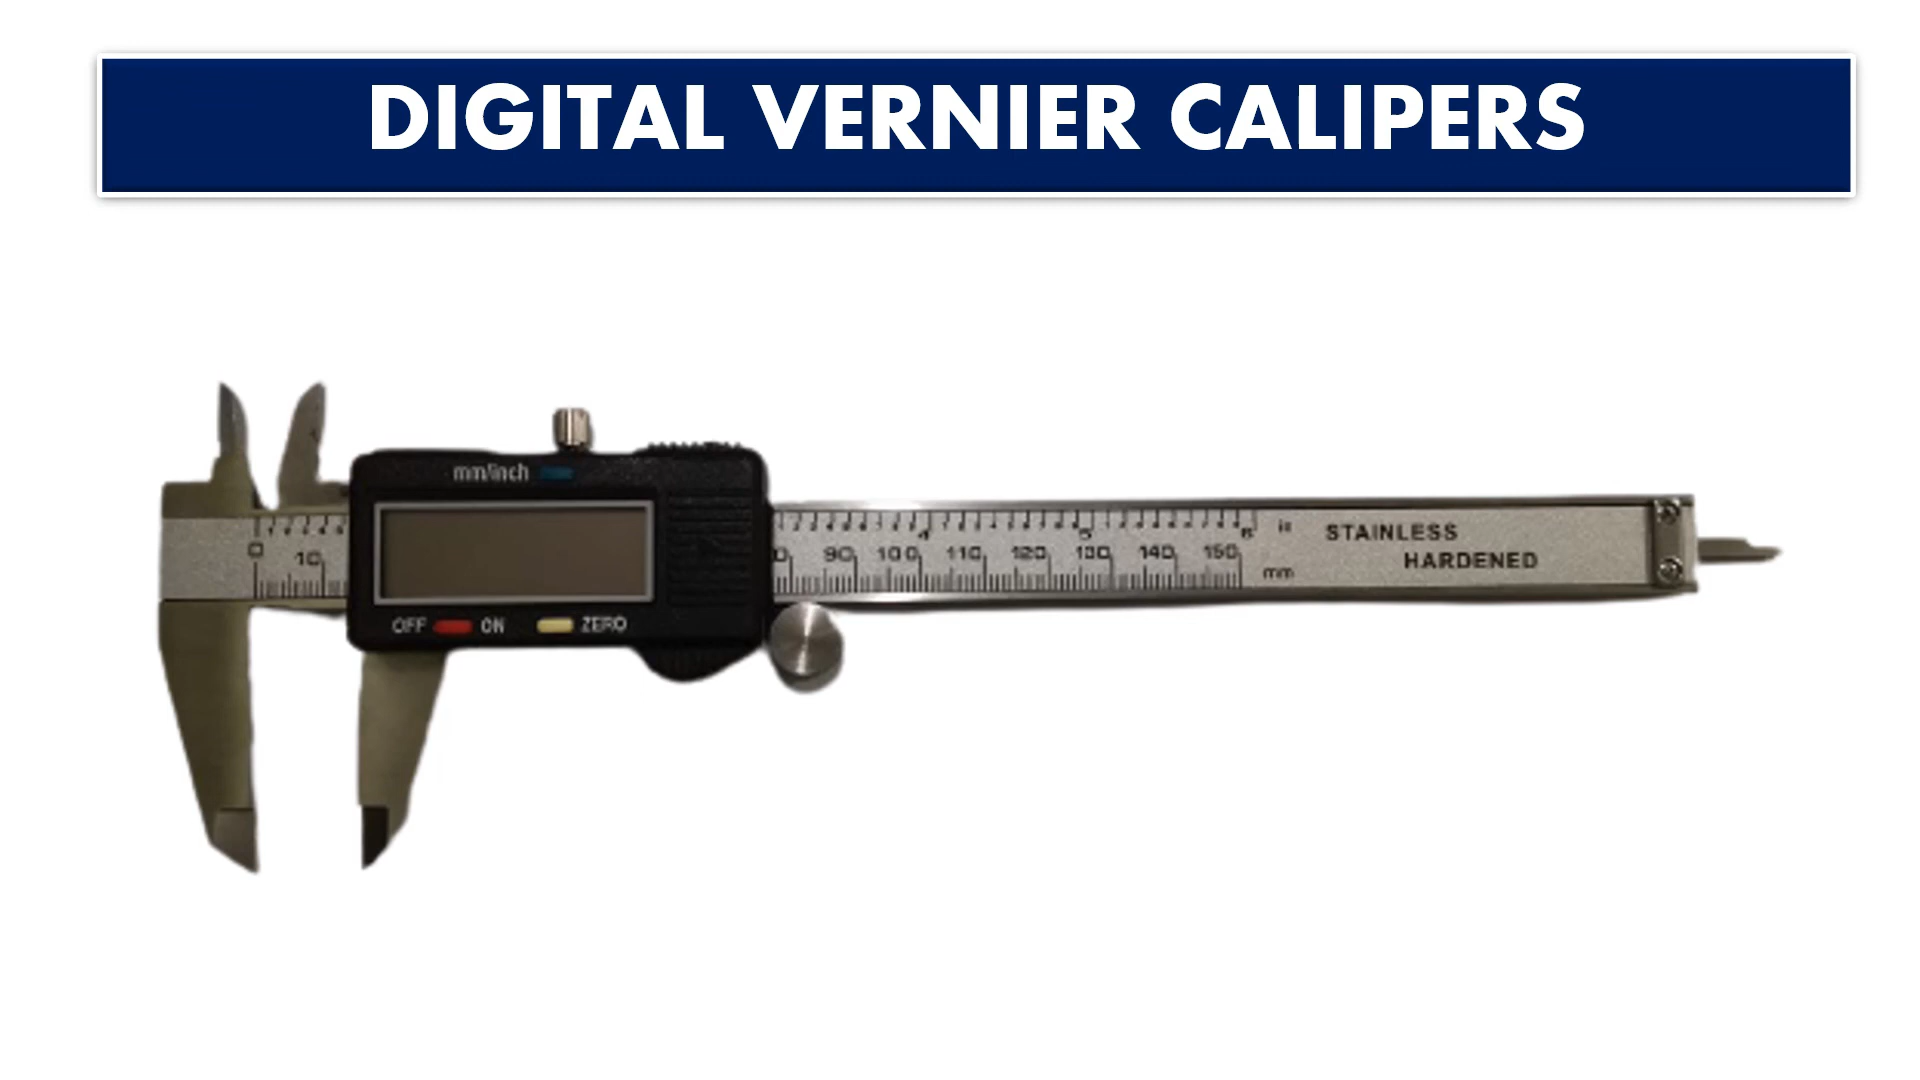 DIGITAL VERNIER CALIPERS
mm/inch
4 5 6 in
0 10
90 100 110 120 130 140 150
mm
STAINLESS
HARDENED
OFF ON ZERO